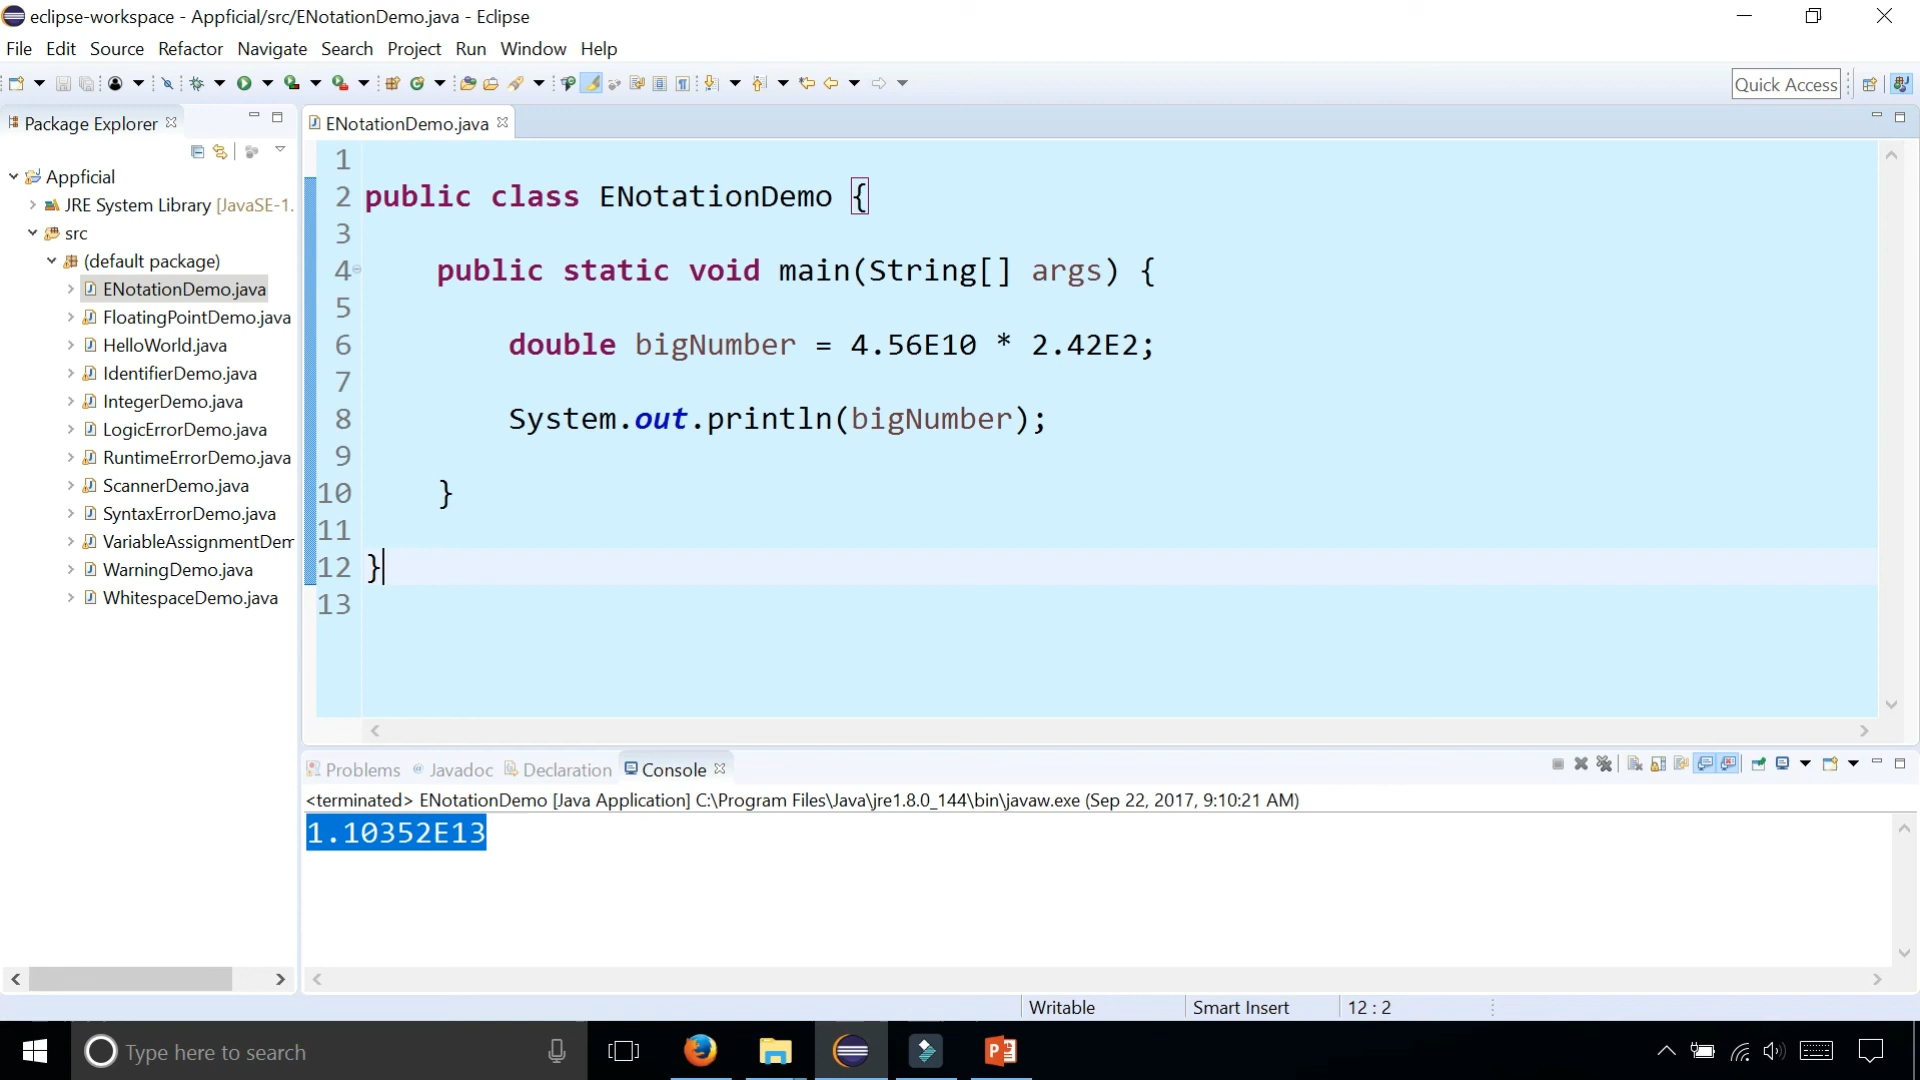 eclipse-workspace - Appficial/src/ENotationDemo.java - Eclipse
File Edit Source Refactor Navigate Search Project Run Window Help
Quick Access
Package Explorer
ENotationDemo.java
Appficial
JRE System Library [JavaSE-1.
src
(default package)
ENotationDemo.java
FloatingPointDemo.java
HelloWorld.java
IdentifierDemo.java
IntegerDemo.java
LogicErrorDemo.java
RuntimeErrorDemo.java
ScannerDemo.java
SyntaxErrorDemo.java
VariableAssignmentDem
WarningDemo.java
WhitespaceDemo.java
1
2 public class ENotationDemo {
3
4 public static void main(String[] args) {
5
6 double bigNumber = 4.56E10 * 2.42E2;
7
8 System.out.println(bigNumber);
9
10 }
11
12 }
13
Problems Javadoc Declaration Console
<terminated> ENotationDemo [Java Application] C:\Program Files\Java\jre1.8.0_144\bin\javaw.exe (Sep 22, 2017, 9:10:21 AM)
1.10352E13
Writable Smart Insert 12 : 2
Type here to search